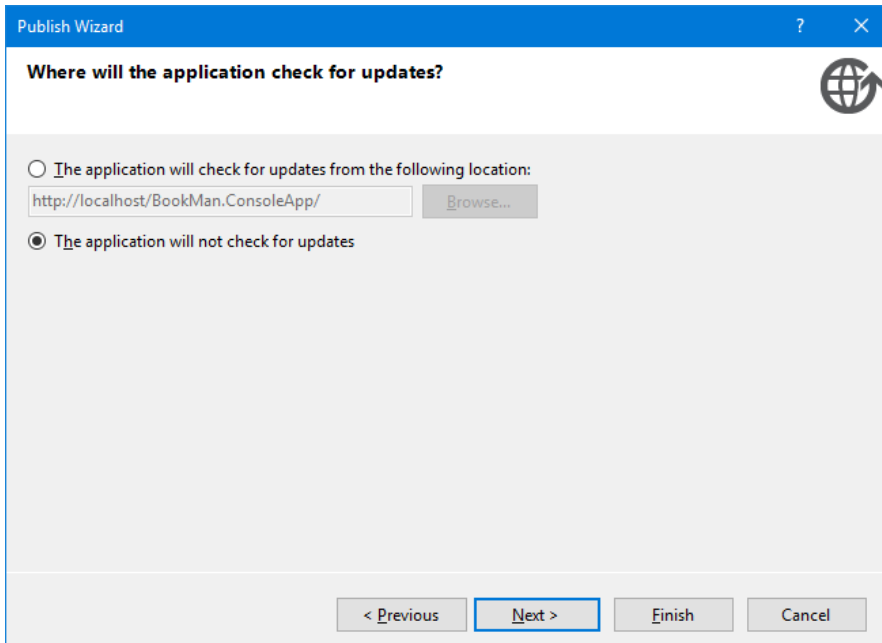 Publish Wizard ?
Where will the application check for updates?
The application will check for updates from the following location:
http://localhost/BookMan.ConsoleApp/ Browse...
The application will not check for updates
< Previous Next > Finish Cancel